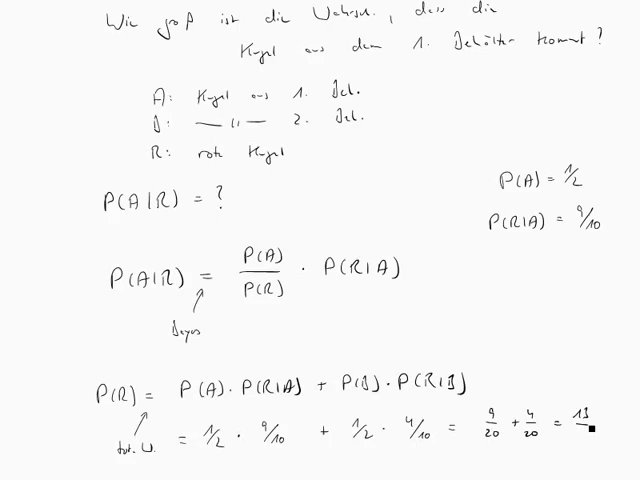 Wie groß ist die Wahrsch., dass die
Kugel aus dem 1. Behälter kommt?
A: Kugel aus 1. Beh.
B: —— " —— 2. Beh.
R: rote Kugel
P(A) = 1/2
P(A|R) = ?
P(R|A) = 9/10
P(A|R) = P(A)/P(R) · P(R|A)
Bayes
P(R) = P(A) · P(R|A) + P(B) · P(R|B)
tot. W. = 1/2 · 9/10 + 1/2 · 4/10 = 9/20 + 4/20 = 13